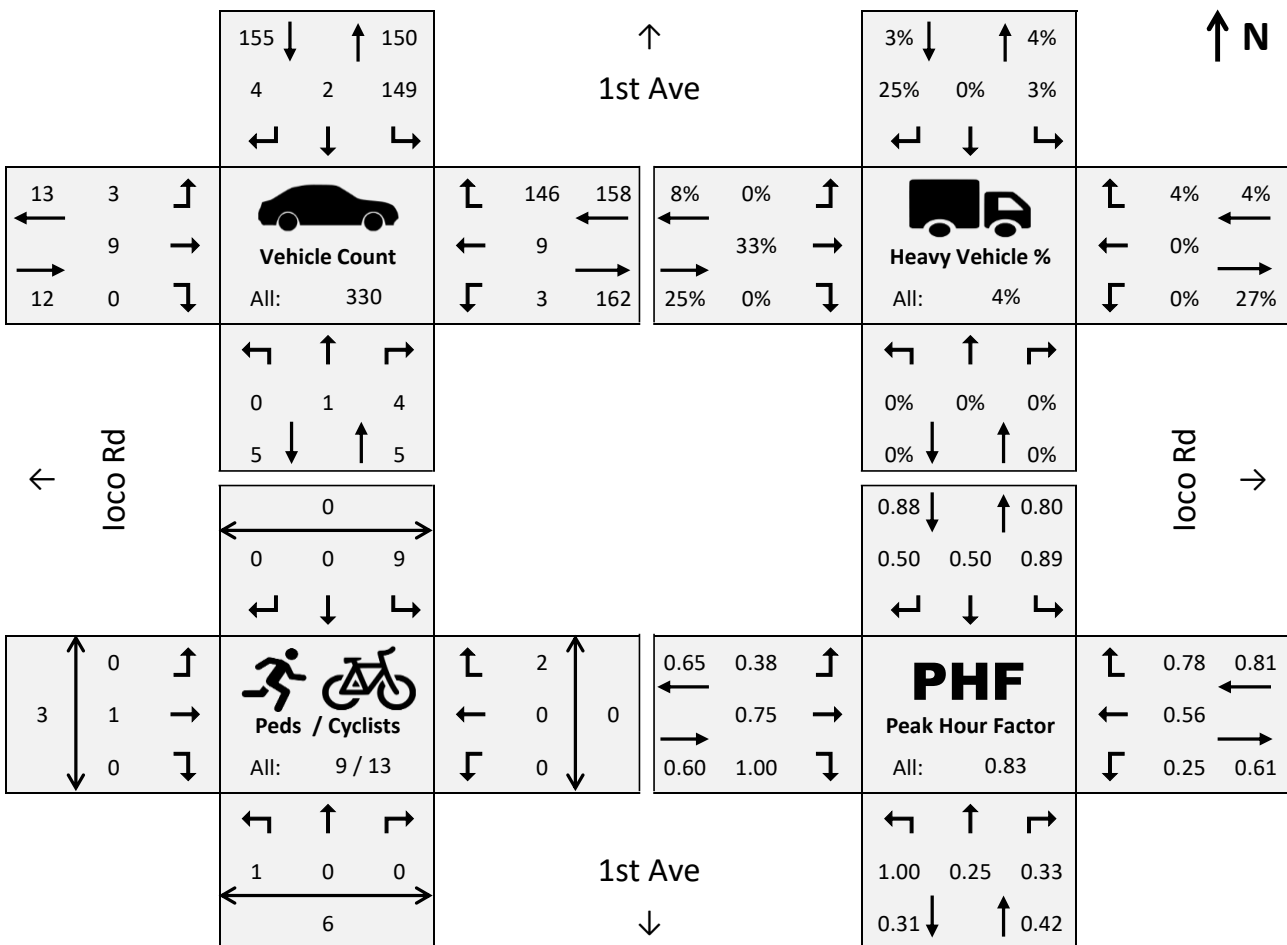 155 150 3% 4% N
1st Ave
4 2 149 25% 0% 3%
13 3 146 158 8% 0% 4% 4%
9 Vehicle Count 9 33% Heavy Vehicle % 0%
12 0 All: 330 3 162 25% 0% All: 4% 0% 27%
0 1 4 0% 0% 0%
5 5 0% 0%
Ioco Rd Ioco Rd
0 0.88 0.80
0 0 9 0.50 0.50 0.89
0 2 0.65 0.38 PHF 0.78 0.81
3 1 Peds / Cyclists 0 0 0.75 Peak Hour Factor 0.56
0 All: 9 / 13 0 0.60 1.00 All: 0.83 0.25 0.61
1 0 0 1st Ave 1.00 0.25 0.33
6 0.31 0.42